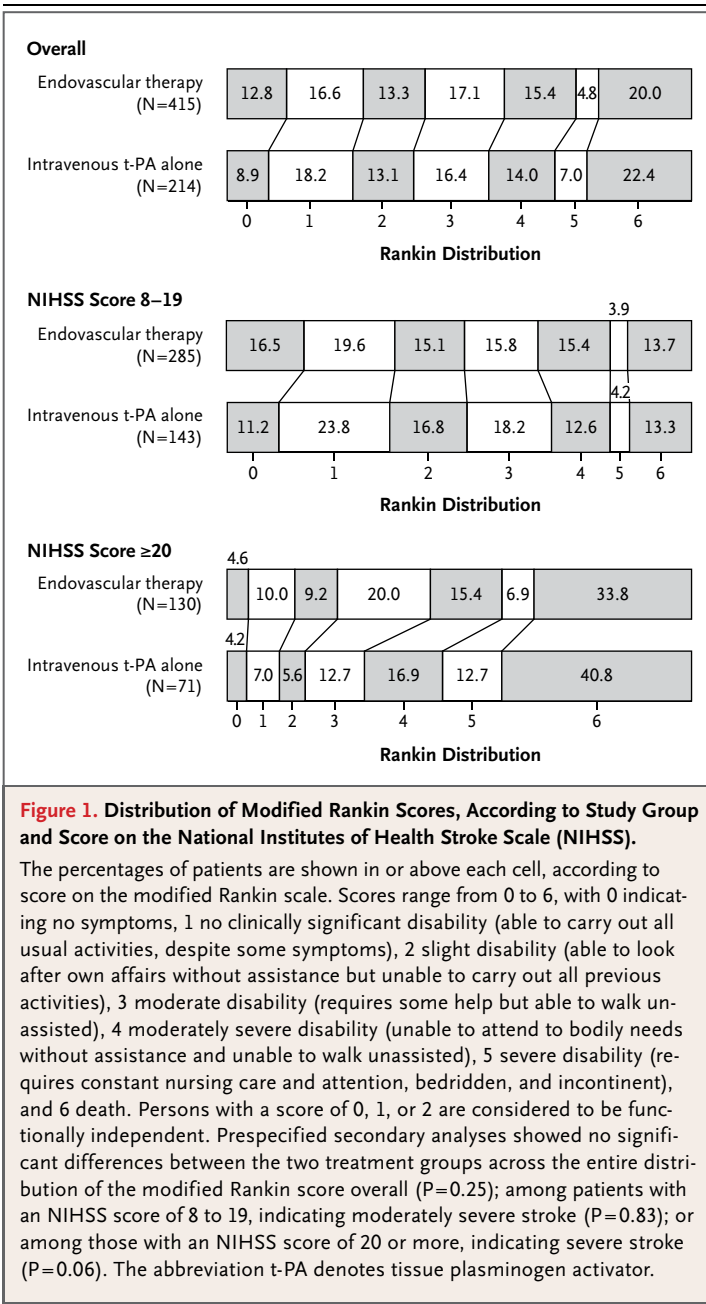 Overall
Endovascular therapy
(N=415)
12.8 16.6 13.3 17.1 15.4 4.8 20.0
Intravenous t-PA alone
(N=214)
8.9 18.2 13.1 16.4 14.0 7.0 22.4
0 1 2 3 4 5 6
Rankin Distribution
NIHSS Score 8–19
3.9
Endovascular therapy
(N=285)
16.5 19.6 15.1 15.8 15.4 13.7
4.2
Intravenous t-PA alone
(N=143)
11.2 23.8 16.8 18.2 12.6 13.3
0 1 2 3 4 5 6
Rankin Distribution
NIHSS Score ≥20
4.6
Endovascular therapy
(N=130)
10.0 9.2 20.0 15.4 6.9 33.8
4.2
Intravenous t-PA alone
(N=71)
7.0 5.6 12.7 16.9 12.7 40.8
0 1 2 3 4 5 6
Rankin Distribution
Figure 1. Distribution of Modified Rankin Scores, According to Study Group
and Score on the National Institutes of Health Stroke Scale (NIHSS).
The percentages of patients are shown in or above each cell, according to
score on the modified Rankin scale. Scores range from 0 to 6, with 0 indicat-
ing no symptoms, 1 no clinically significant disability (able to carry out all
usual activities, despite some symptoms), 2 slight disability (able to look
after own affairs without assistance but unable to carry out all previous
activities), 3 moderate disability (requires some help but able to walk un-
assisted), 4 moderately severe disability (unable to attend to bodily needs
without assistance and unable to walk unassisted), 5 severe disability (re-
quires constant nursing care and attention, bedridden, and incontinent),
and 6 death. Persons with a score of 0, 1, or 2 are considered to be func-
tionally independent. Prespecified secondary analyses showed no signifi-
cant differences between the two treatment groups across the entire distri-
bution of the modified Rankin score overall (P=0.25); among patients with
an NIHSS score of 8 to 19, indicating moderately severe stroke (P=0.83); or
among those with an NIHSS score of 20 or more, indicating severe stroke
(P=0.06). The abbreviation t-PA denotes tissue plasminogen activator.